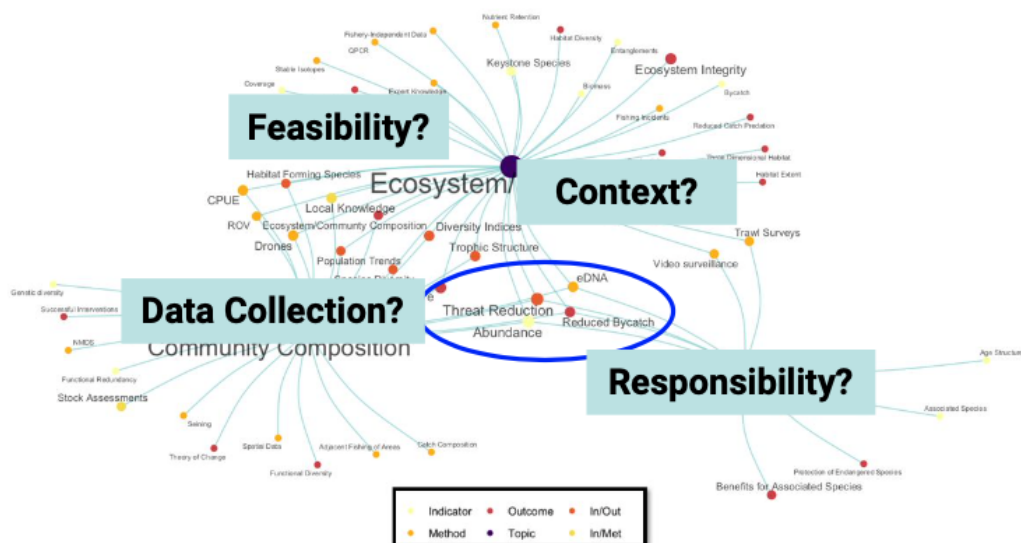 Nutrient Retention
Fishery-Independent Data
Habitat Diversity
QPCR
Entanglements
Keystone Species
Stable Isotopes
Ecosystem Integrity
Coverage
Expert Knowledge
Biomass
Bycatch
Fishing Incidents
Feasibility?
Reduced Catch Predation
Dimensional Habitat
Habitat Forming Species
Habitat Extent
Ecosystem/
Context?
CPUE
Local Knowledge
ROV
Ecosystem/Community Composition
Diversity Indices
Trawl Surveys
Drones
Trophic Structure
Population Trends
Video surveillance
eDNA
Genetic diversity
Data Collection?
Successful Interventions
Threat Reduction
Reduced Bycatch
Abundance
Community Composition
NMDS
Age Structure
Functional Redundancy
Responsibility?
Stock Assessments
Associated Species
Seining
Spatial Data
Adjacent Fishing of Areas
Catch Composition
Theory of Change
Functional Diversity
Protection of Endangered Species
Benefits for Associated Species
Indicator
Outcome
In/Out
Method
Topic
In/Met